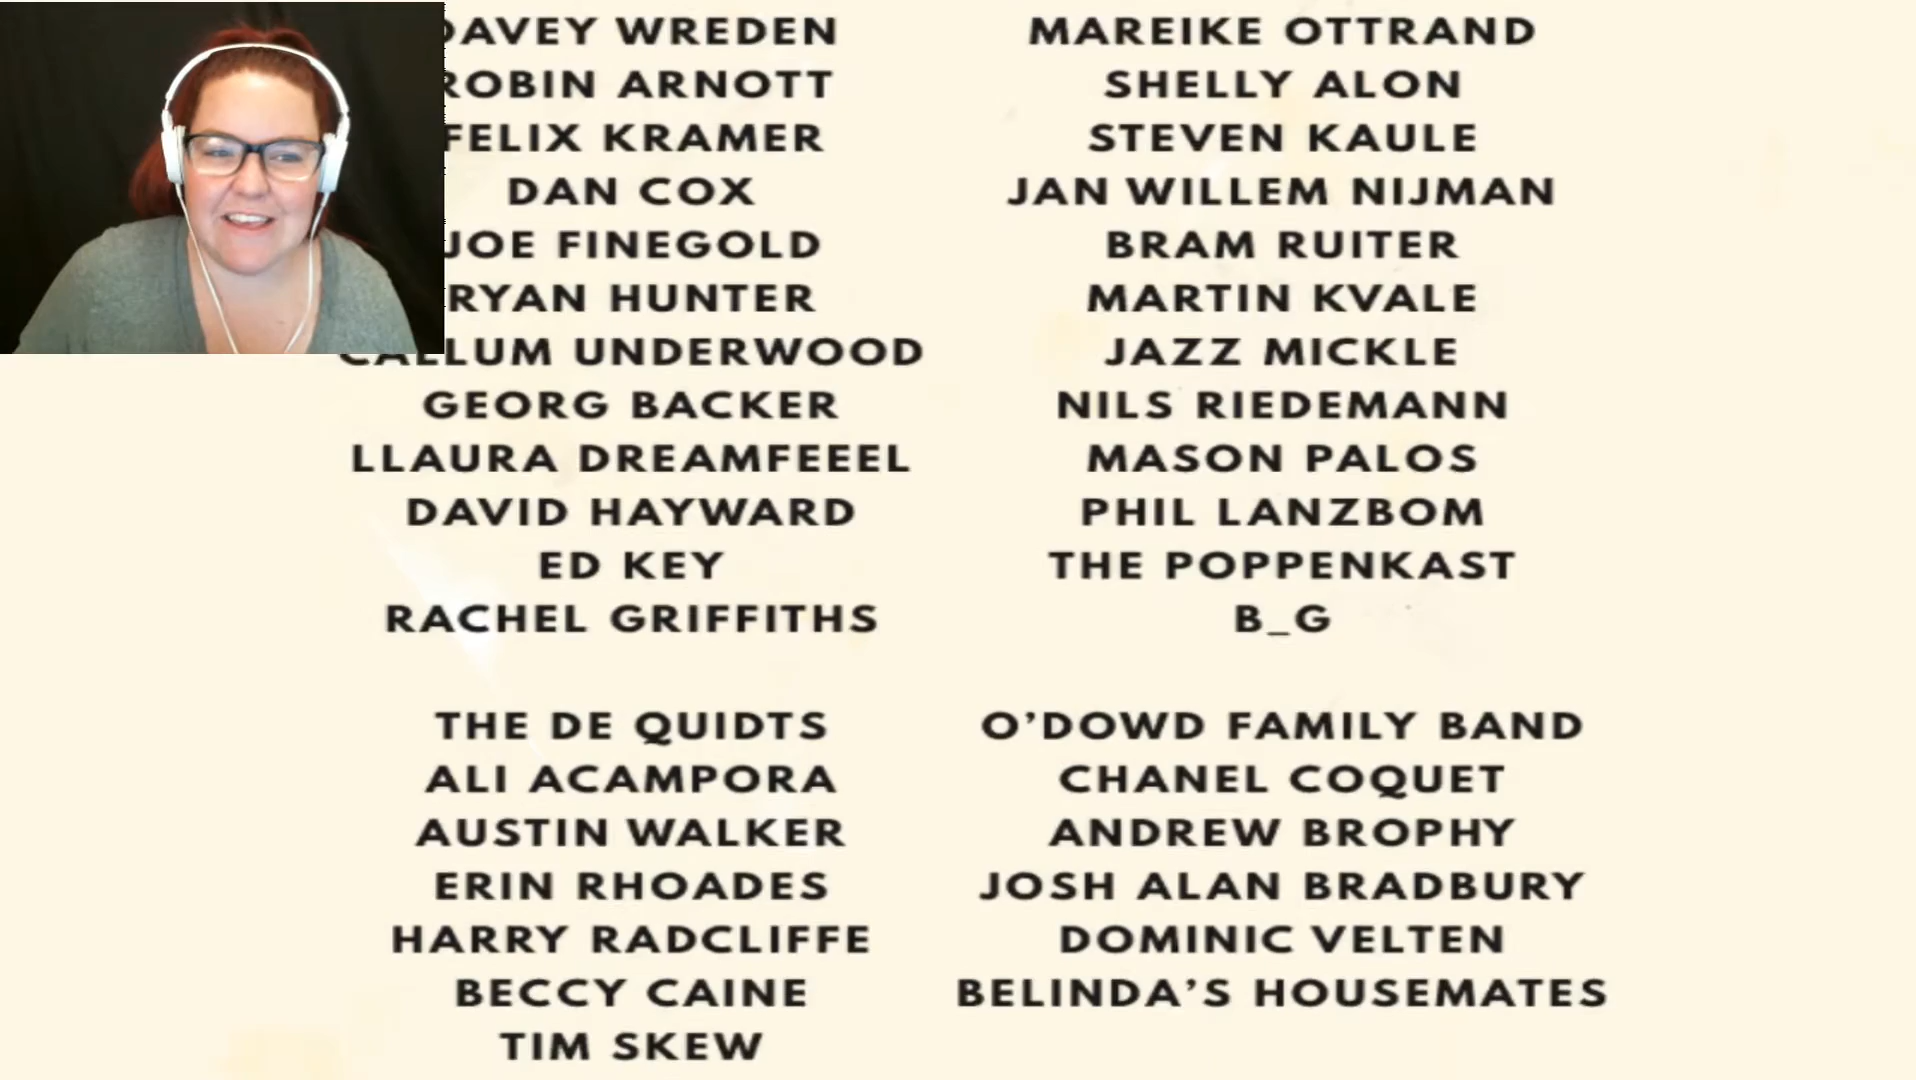 DAVEY WREDEN
ROBIN ARNOTT
FELIX KRAMER
DAN COX
JOE FINEGOLD
RYAN HUNTER
CALLUM UNDERWOOD
GEORG BACKER
LLAURA DREAMFEEEL
DAVID HAYWARD
ED KEY
RACHEL GRIFFITHS
MAREIKE OTTRAND
SHELLY ALON
STEVEN KAULE
JAN WILLEM NIJMAN
BRAM RUITER
MARTIN KVALE
JAZZ MICKLE
NILS RIEDEMANN
MASON PALOS
PHIL LANZBOM
THE POPPENKAST
B_G
THE DE QUIDTS
ALI ACAMPORA
AUSTIN WALKER
ERIN RHOADES
HARRY RADCLIFFE
BECCY CAINE
TIM SKEW
O’DOWD FAMILY BAND
CHANEL COQUET
ANDREW BROPHY
JOSH ALAN BRADBURY
DOMINIC VELTEN
BELINDA’S HOUSEMATES